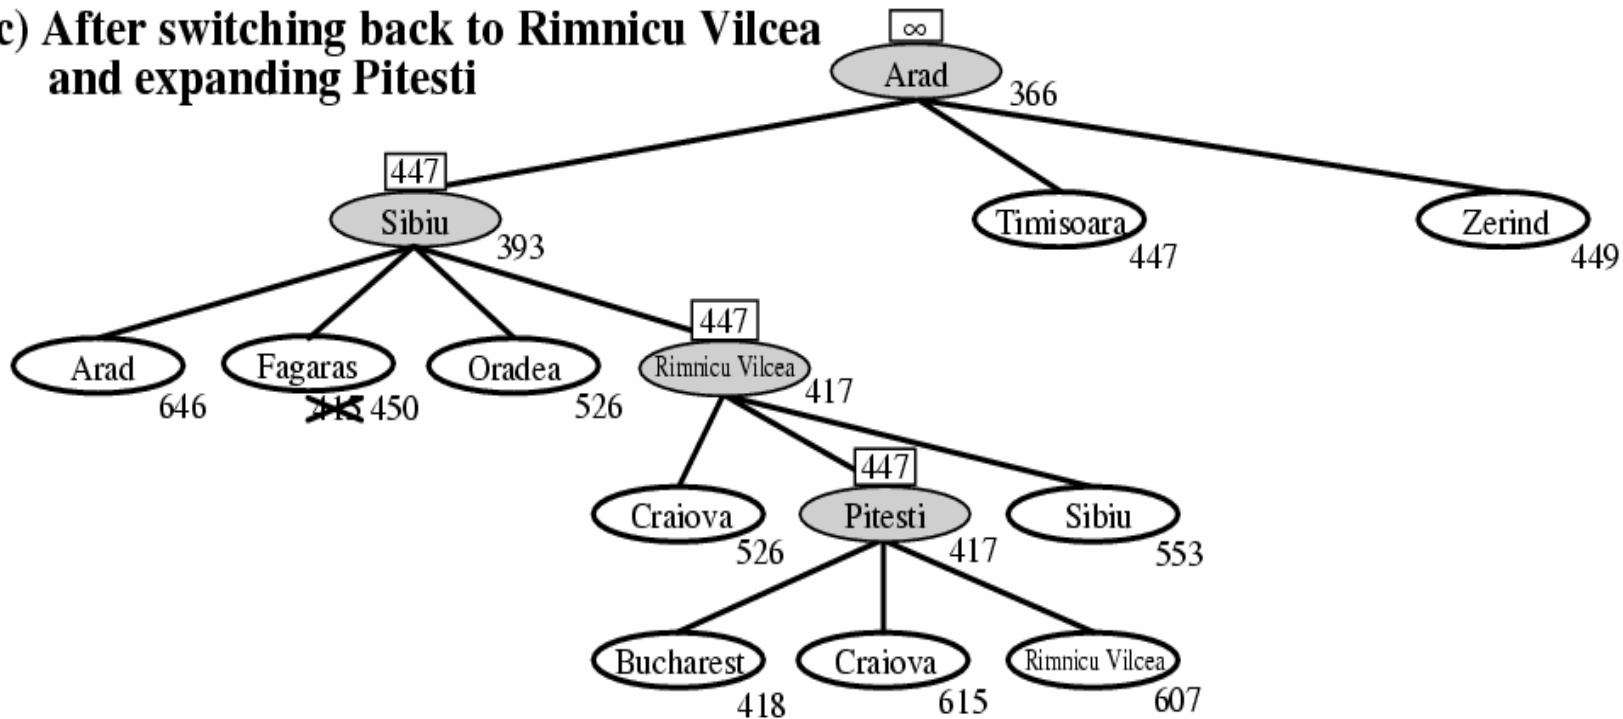 c) After switching back to Rimnicu Vilcea
and expanding Pitesti
∞
Arad
366
447
Sibiu
393
Timisoara
447
Zerind
449
Arad
646
Fagaras
415 450
Oradea
526
447
Rimnicu Vilcea
417
Craiova
526
447
Pitesti
417
Sibiu
553
Bucharest
418
Craiova
615
Rimnicu Vilcea
607